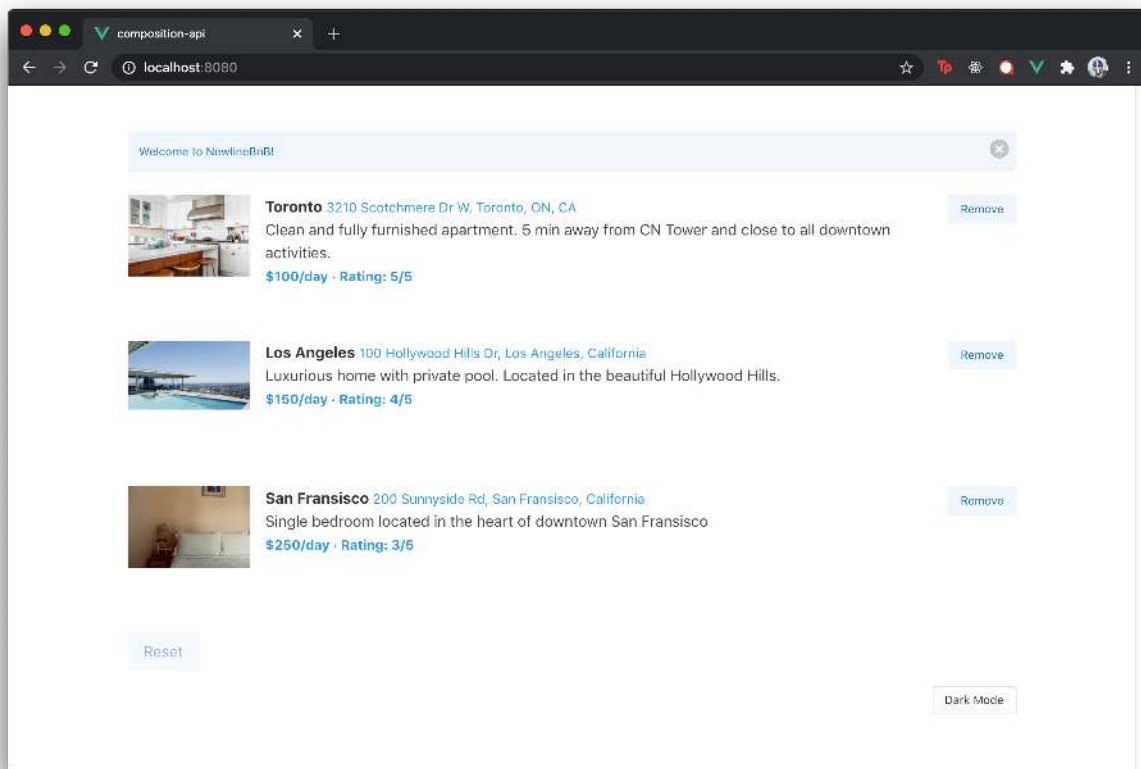 composition-api
localhost:8080
Tp
Welcome to NewlineBnB!
Toronto 3210 Scotchmere Dr W, Toronto, ON, CA
Remove
Clean and fully furnished apartment. 5 min away from CN Tower and close to all downtown
activities.
$100/day · Rating: 5/5
Los Angeles 100 Hollywood Hills Dr, Los Angeles, California
Remove
Luxurious home with private pool. Located in the beautiful Hollywood Hills.
$150/day · Rating: 4/5
San Fransisco 200 Sunnyside Rd, San Fransisco, California
Remove
Single bedroom located in the heart of downtown San Fransisco
$250/day · Rating: 3/5
Reset
Dark Mode